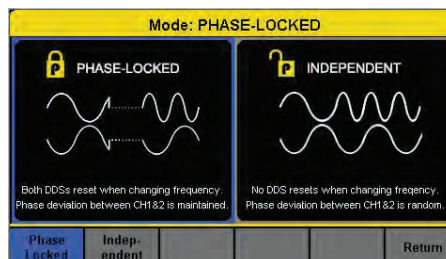 Mode: PHASE-LOCKED
PHASE-LOCKED
Both DDSs reset when changing frequency.
Phase deviation between CH1&2 is maintained.
INDEPENDENT
No DDS resets when changing freqency.
Phase deviation between CH1&2 is random.
Phase
Locked
Indep-
endent
Return